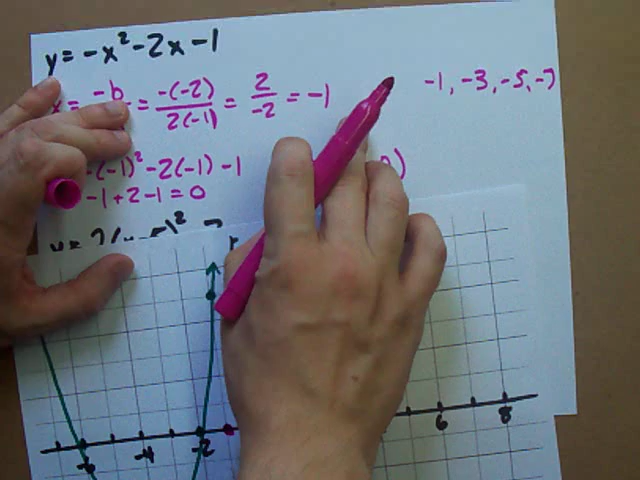 y = -x² - 2x - 1
= -b = -(-2)/2(-1) = 2/-2 = -1
-1, -3, -5, -7
-(-1)² - 2(-1) - 1
0)
-1 + 2 - 1 = 0
-6 -4 -2 6 8